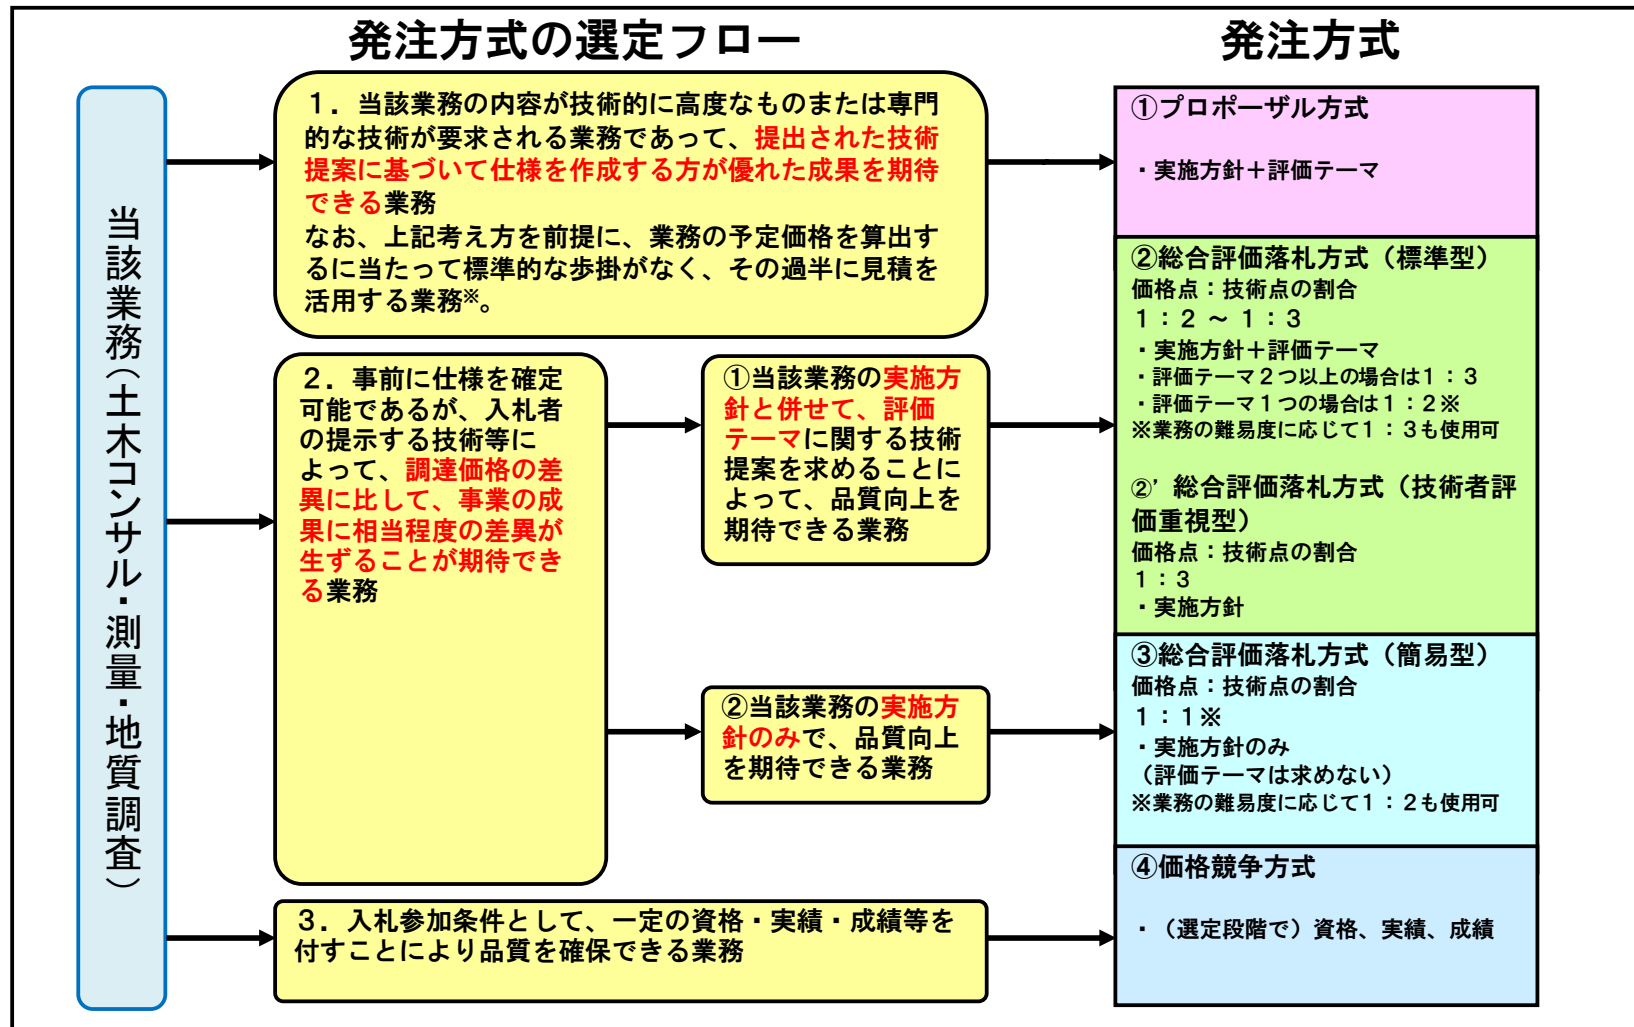 発注方式の選定フロー
発注方式
当該業務（土木コンサル・測量・地質調査）
１．当該業務の内容が技術的に高度なものまたは専門
的な技術が要求される業務であって、提出された技術
提案に基づいて仕様を作成する方が優れた成果を期待
できる業務
なお、上記考え方を前提に、業務の予定価格を算出す
るに当たって標準的な歩掛がなく、その過半に見積を
活用する業務※。
２．事前に仕様を確定
可能であるが、入札者
の提示する技術等に
よって、調達価格の差
異に比して、事業の成
果に相当程度の差異が
生ずることが期待でき
る業務
①当該業務の実施方
針と併せて、評価
テーマに関する技術
提案を求めることに
よって、品質向上を
期待できる業務
②当該業務の実施方
針のみで、品質向上
を期待できる業務
３．入札参加条件として、一定の資格・実績・成績等を
付すことにより品質を確保できる業務
①プロポーザル方式
・実施方針＋評価テーマ
②総合評価落札方式（標準型）
価格点：技術点の割合
１：２ ～ １：３
・実施方針＋評価テーマ
・評価テーマ２つ以上の場合は１：３
・評価テーマ１つの場合は１：２※
※業務の難易度に応じて１：３も使用可
②’総合評価落札方式（技術者評
価重視型）
価格点：技術点の割合
１：３
・実施方針
③総合評価落札方式（簡易型）
価格点：技術点の割合
１：１※
・実施方針のみ
（評価テーマは求めない）
※業務の難易度に応じて１：２も使用可
④価格競争方式
・（選定段階で）資格、実績、成績